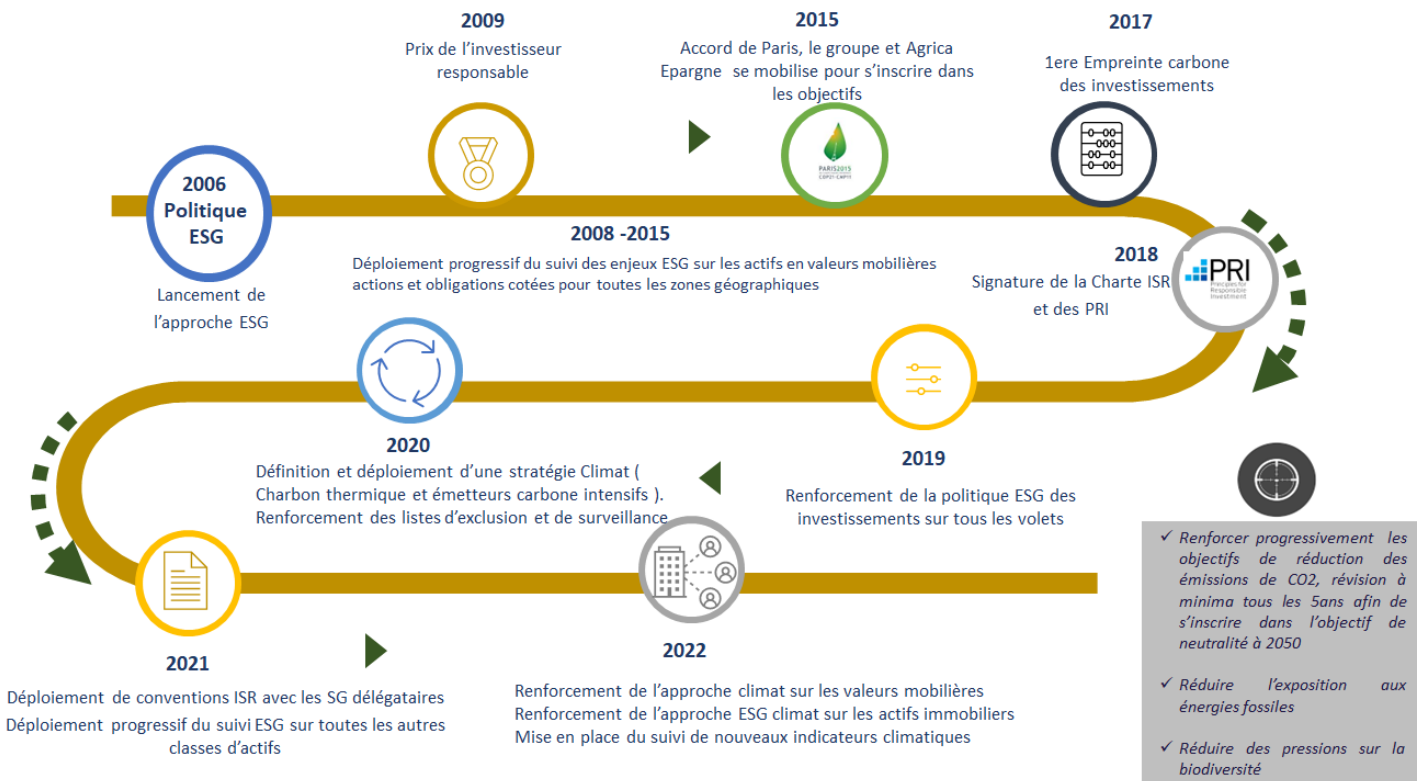 2009
Prix de l'investisseur
responsable
2015
Accord de Paris, le groupe et Agrica
Epargne se mobilise pour s'inscrire dans
les objectifs
2017
1ere Empreinte carbone
des investissements
PARIS2015
COP21·CMP11
2006
Politique
ESG
Lancement de
l'approche ESG
2008 -2015
Déploiement progressif du suivi des enjeux ESG sur les actifs en valeurs mobilières
actions et obligations cotées pour toutes les zones géographiques
2018
Signature de la Charte ISR
et des PRI
PRI
Principles for
Responsible
Investment
2020
Définition et déploiement d'une stratégie Climat (
Charbon thermique et émetteurs carbone intensifs ).
Renforcement des listes d'exclusion et de surveillance
2019
Renforcement de la politique ESG des
investissements sur tous les volets
2021
Déploiement de conventions ISR avec les SG délégataires
Déploiement progressif du suivi ESG sur toutes les autres
classes d'actifs
2022
Renforcement de l'approche climat sur les valeurs mobilières
Renforcement de l'approche ESG climat sur les actifs immobiliers
Mise en place du suivi de nouveaux indicateurs climatiques
✓ Renforcer progressivement les
objectifs de réduction des
émissions de CO2, révision à
minima tous les 5ans afin de
s'inscrire dans l'objectif de
neutralité à 2050
✓ Réduire l'exposition aux
énergies fossiles
✓ Réduire des pressions sur la
biodiversité